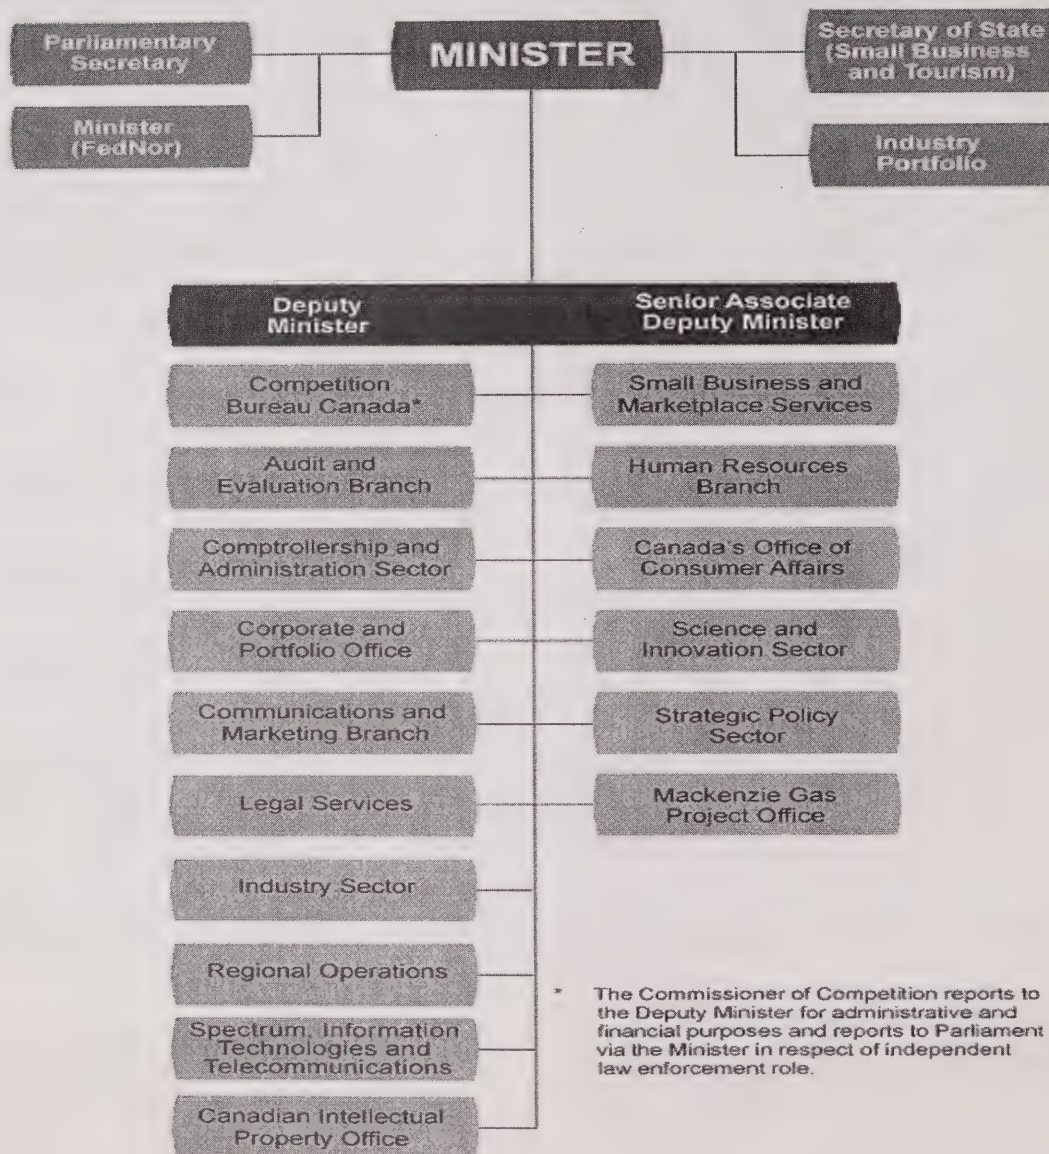 Parliamentary
Secretary
MINISTER
Secretary of State
(Small Business
and Tourism)
Minister
(FedNor)
Industry
Portfolio
Deputy
Minister
Senior Associate
Deputy Minister
Competition
Bureau Canada*
Small Business and
Marketplace Services
Audit and
Evaluation Branch
Human Resources
Branch
Comptrollership and
Administration Sector
Canada's Office of
Consumer Affairs
Corporate and
Portfolio Office
Science and
Innovation Sector
Communications and
Marketing Branch
Strategic Policy
Sector
Legal Services
Mackenzie Gas
Project Office
Industry Sector
Regional Operations
Spectrum, Information
Technologies and
Telecommunications
Canadian Intellectual
Property Office
* The Commissioner of Competition reports to
the Deputy Minister for administrative and
financial purposes and reports to Parliament
via the Minister in respect of independent
law enforcement role.